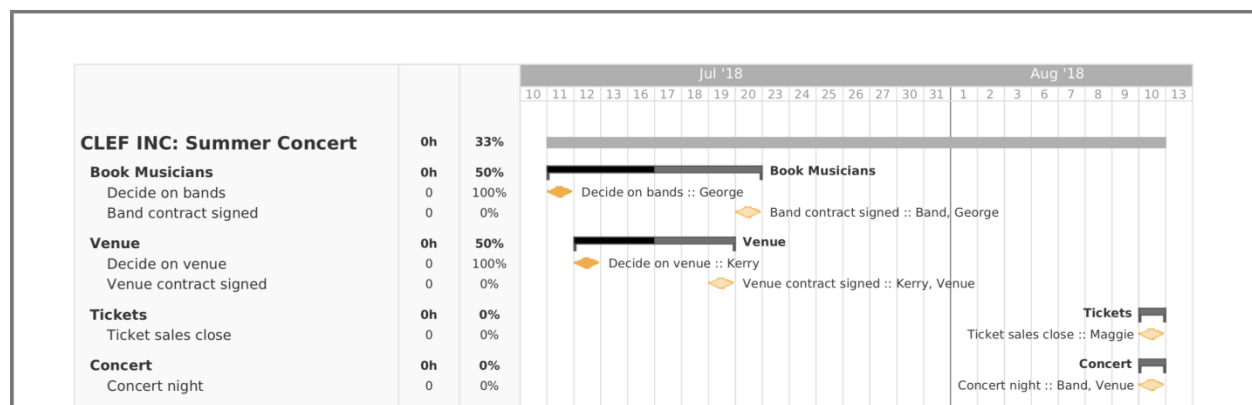 Jul '18 Aug '18
10 11 12 13 16 17 18 19 20 23 24 25 26 27 30 31 1 2 3 6 7 8 9 10 13
CLEF INC: Summer Concert 0h 33%
Book Musicians 0h 50% Book Musicians
Decide on bands 0 100% Decide on bands :: George
Band contract signed 0 0% Band contract signed :: Band, George
Venue 0h 50% Venue
Decide on venue 0 100% Decide on venue :: Kerry
Venue contract signed 0 0% Venue contract signed :: Kerry, Venue
Tickets 0h 0% Tickets
Ticket sales close 0 0% Ticket sales close :: Maggie
Concert 0h 0% Concert
Concert night 0 0% Concert night :: Band, Venue